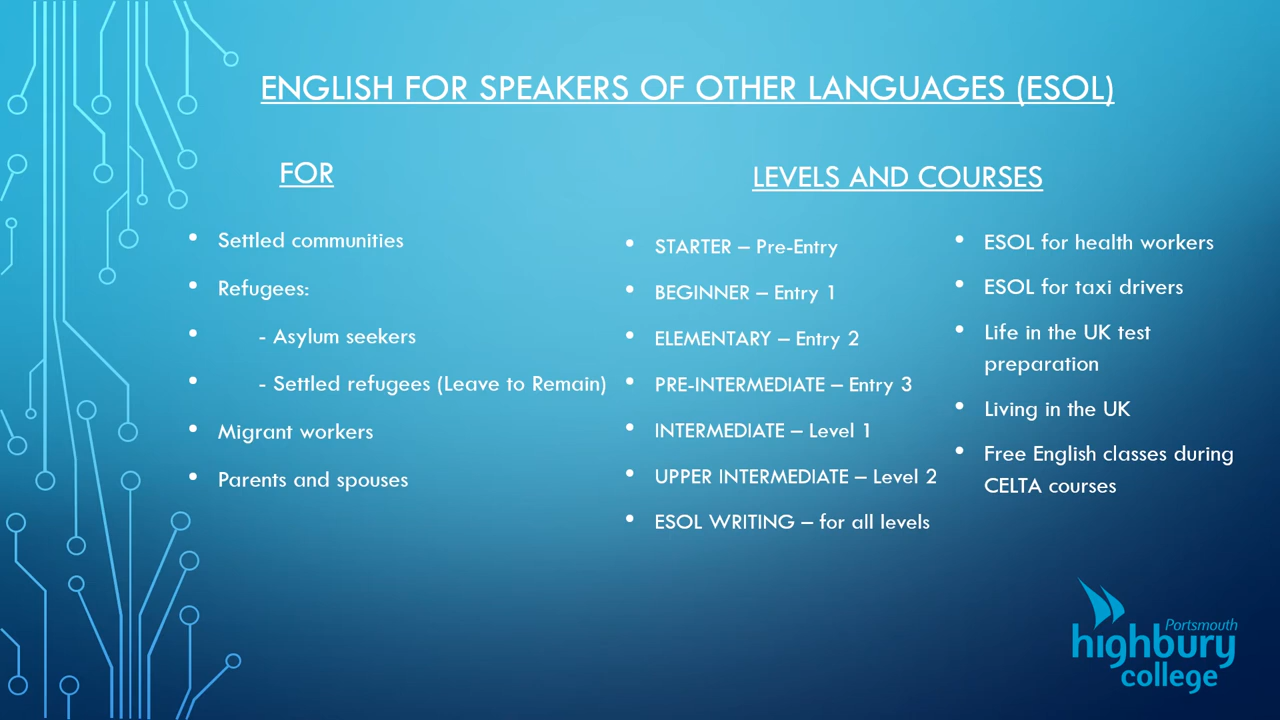 ENGLISH FOR SPEAKERS OF OTHER LANGUAGES (ESOL)
FOR
• Settled communities
• Refugees:
• - Asylum seekers
• - Settled refugees (Leave to Remain)
• Migrant workers
• Parents and spouses
LEVELS AND COURSES
• STARTER – Pre-Entry
• BEGINNER – Entry 1
• ELEMENTARY – Entry 2
• PRE-INTERMEDIATE – Entry 3
• INTERMEDIATE – Level 1
• UPPER INTERMEDIATE – Level 2
• ESOL WRITING – for all levels
• ESOL for health workers
• ESOL for taxi drivers
• Life in the UK test
preparation
• Living in the UK
• Free English classes during
CELTA courses
Portsmouth
highbury
college